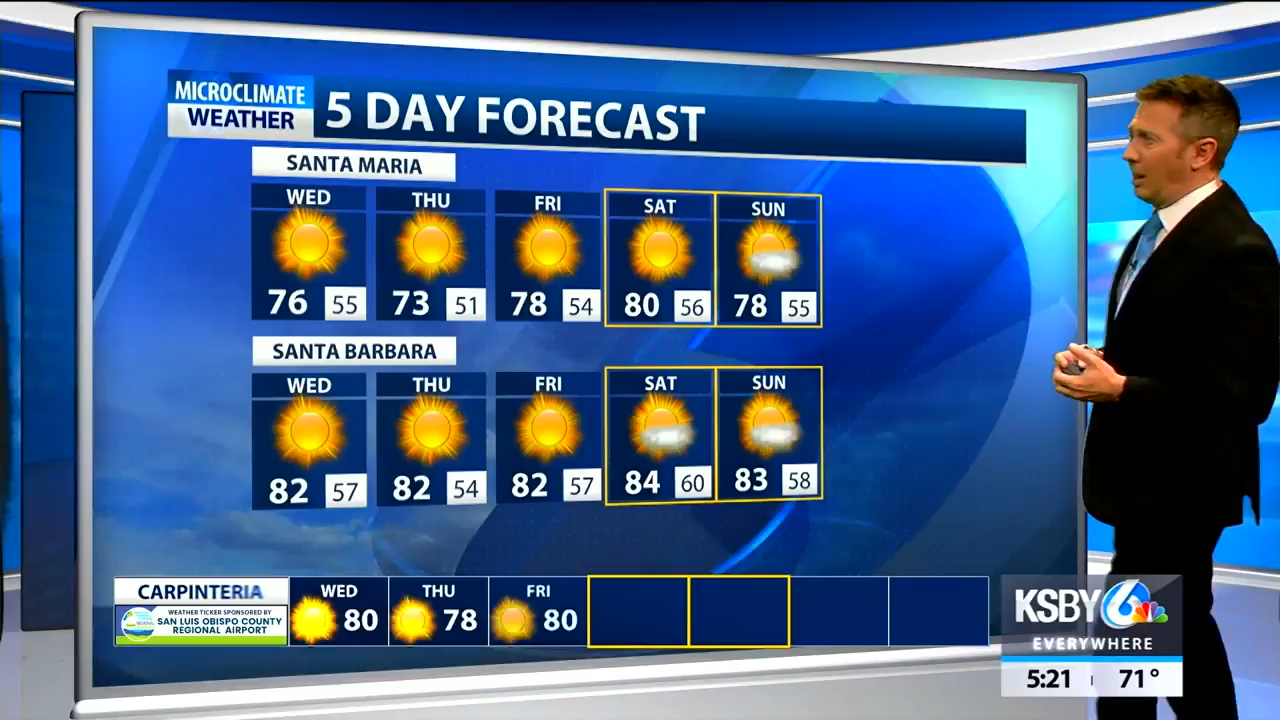 MICROCLIMATE
WEATHER
5 DAY FORECAST
SANTA MARIA
WED THU FRI SAT SUN
76 55 73 51 78 54 80 56 78 55
SANTA BARBARA
WED THU FRI SAT SUN
82 57 82 54 82 57 84 60 83 58
CARPINTERIA
WEATHER TICKER SPONSORED BY
SAN LUIS OBISPO COUNTY
REGIONAL AIRPORT
WED THU FRI
80 78 80
KSBY 6
EVERYWHERE
5:21 71°